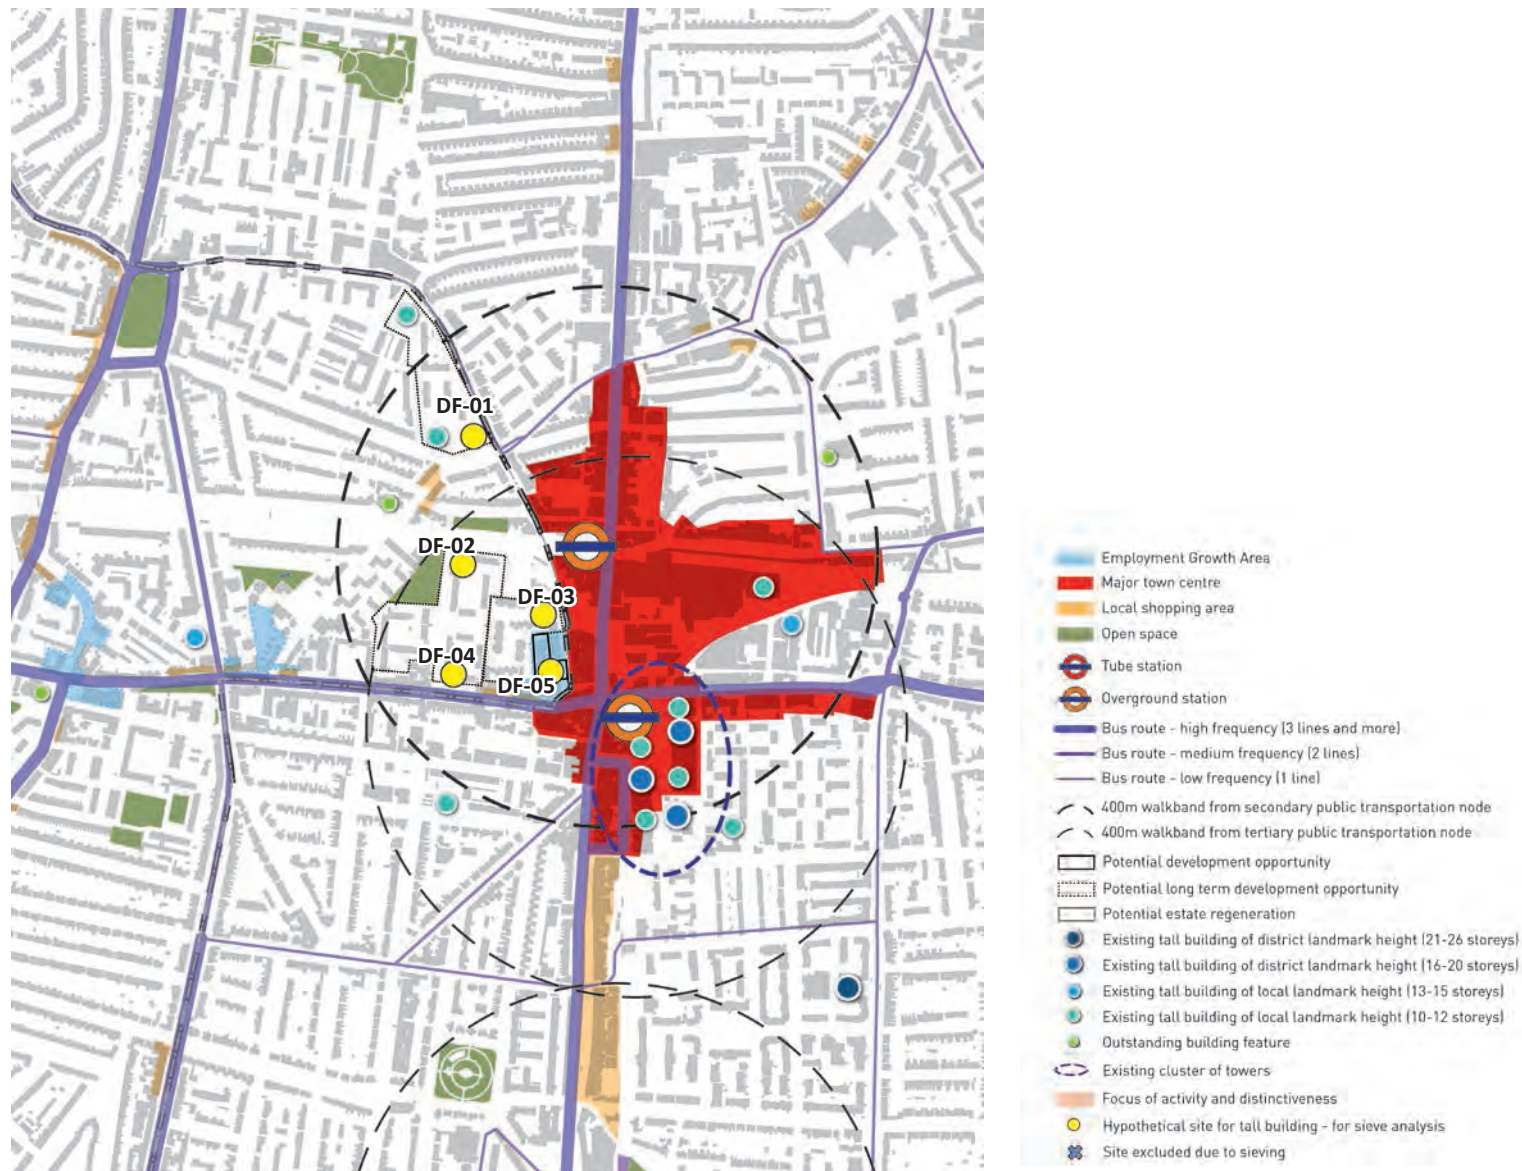 DF-01
DF-02
DF-03
DF-04
DF-05
Employment Growth Area
Major town centre
Local shopping area
Open space
Tube station
Overground station
Bus route - high frequency (3 lines and more)
Bus route - medium frequency (2 lines)
Bus route - low frequency (1 line)
400m walkband from secondary public transportation node
400m walkband from tertiary public transportation node
Potential development opportunity
Potential long term development opportunity
Potential estate regeneration
Existing tall building of district landmark height (21-26 storeys)
Existing tall building of district landmark height (16-20 storeys)
Existing tall building of local landmark height (13-15 storeys)
Existing tall building of local landmark height (10-12 storeys)
Outstanding building feature
Existing cluster of towers
Focus of activity and distinctiveness
Hypothetical site for tall building - for sieve analysis
Site excluded due to sieving